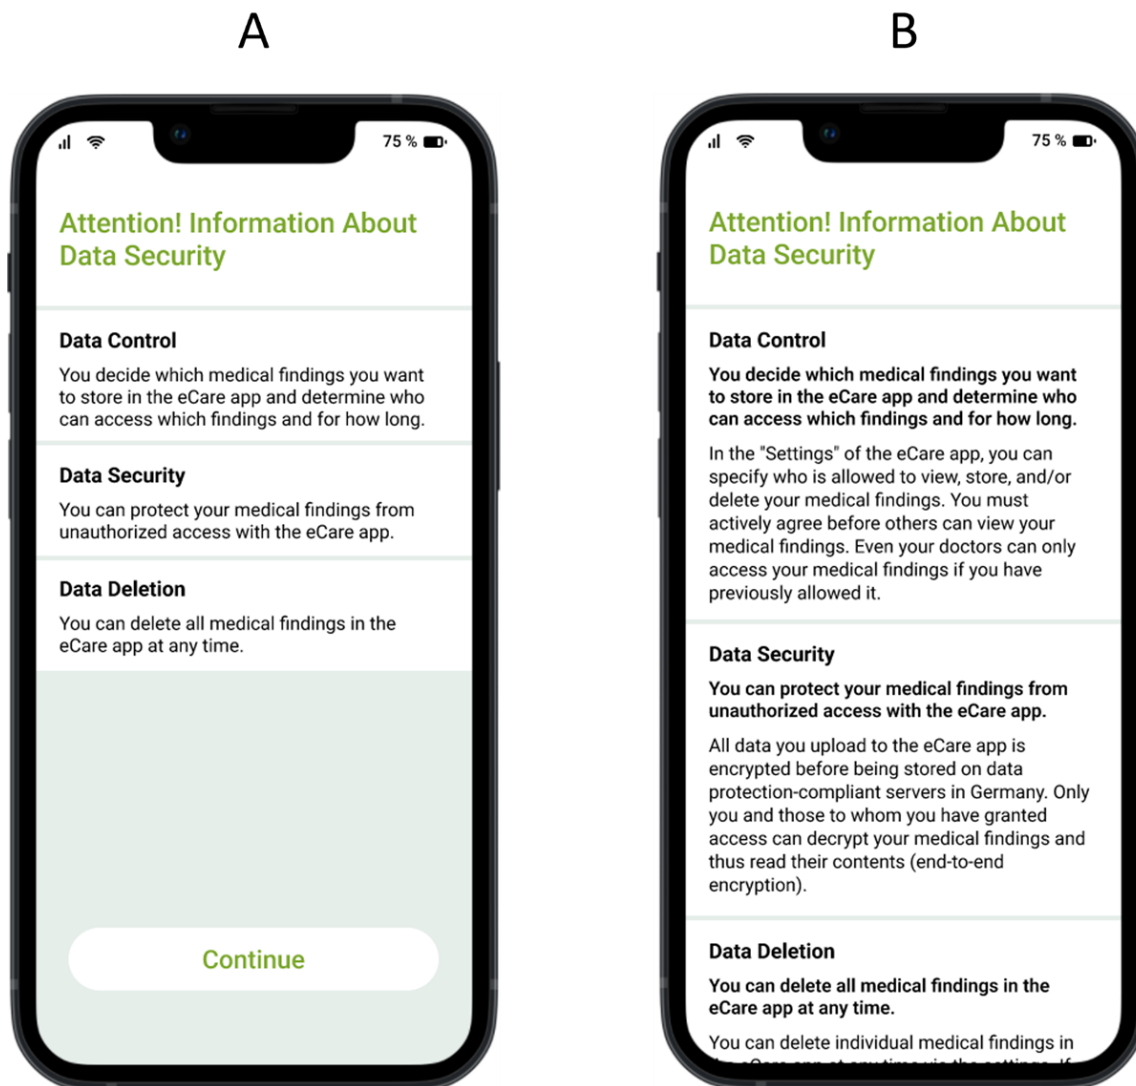 A
75 %
Attention! Information About
Data Security
Data Control
You decide which medical findings you want
to store in the eCare app and determine who
can access which findings and for how long.
Data Security
You can protect your medical findings from
unauthorized access with the eCare app.
Data Deletion
You can delete all medical findings in the
eCare app at any time.
Continue
B
75 %
Attention! Information About
Data Security
Data Control
You decide which medical findings you want
to store in the eCare app and determine who
can access which findings and for how long.
In the "Settings" of the eCare app, you can
specify who is allowed to view, store, and/or
delete your medical findings. You must
actively agree before others can view your
medical findings. Even your doctors can only
access your medical findings if you have
previously allowed it.
Data Security
You can protect your medical findings from
unauthorized access with the eCare app.
All data you upload to the eCare app is
encrypted before being stored on data
protection-compliant servers in Germany. Only
you and those to whom you have granted
access can decrypt your medical findings and
thus read their contents (end-to-end
encryption).
Data Deletion
You can delete all medical findings in the
eCare app at any time.
You can delete individual medical findings in
the eCare app at any time via the settings. If